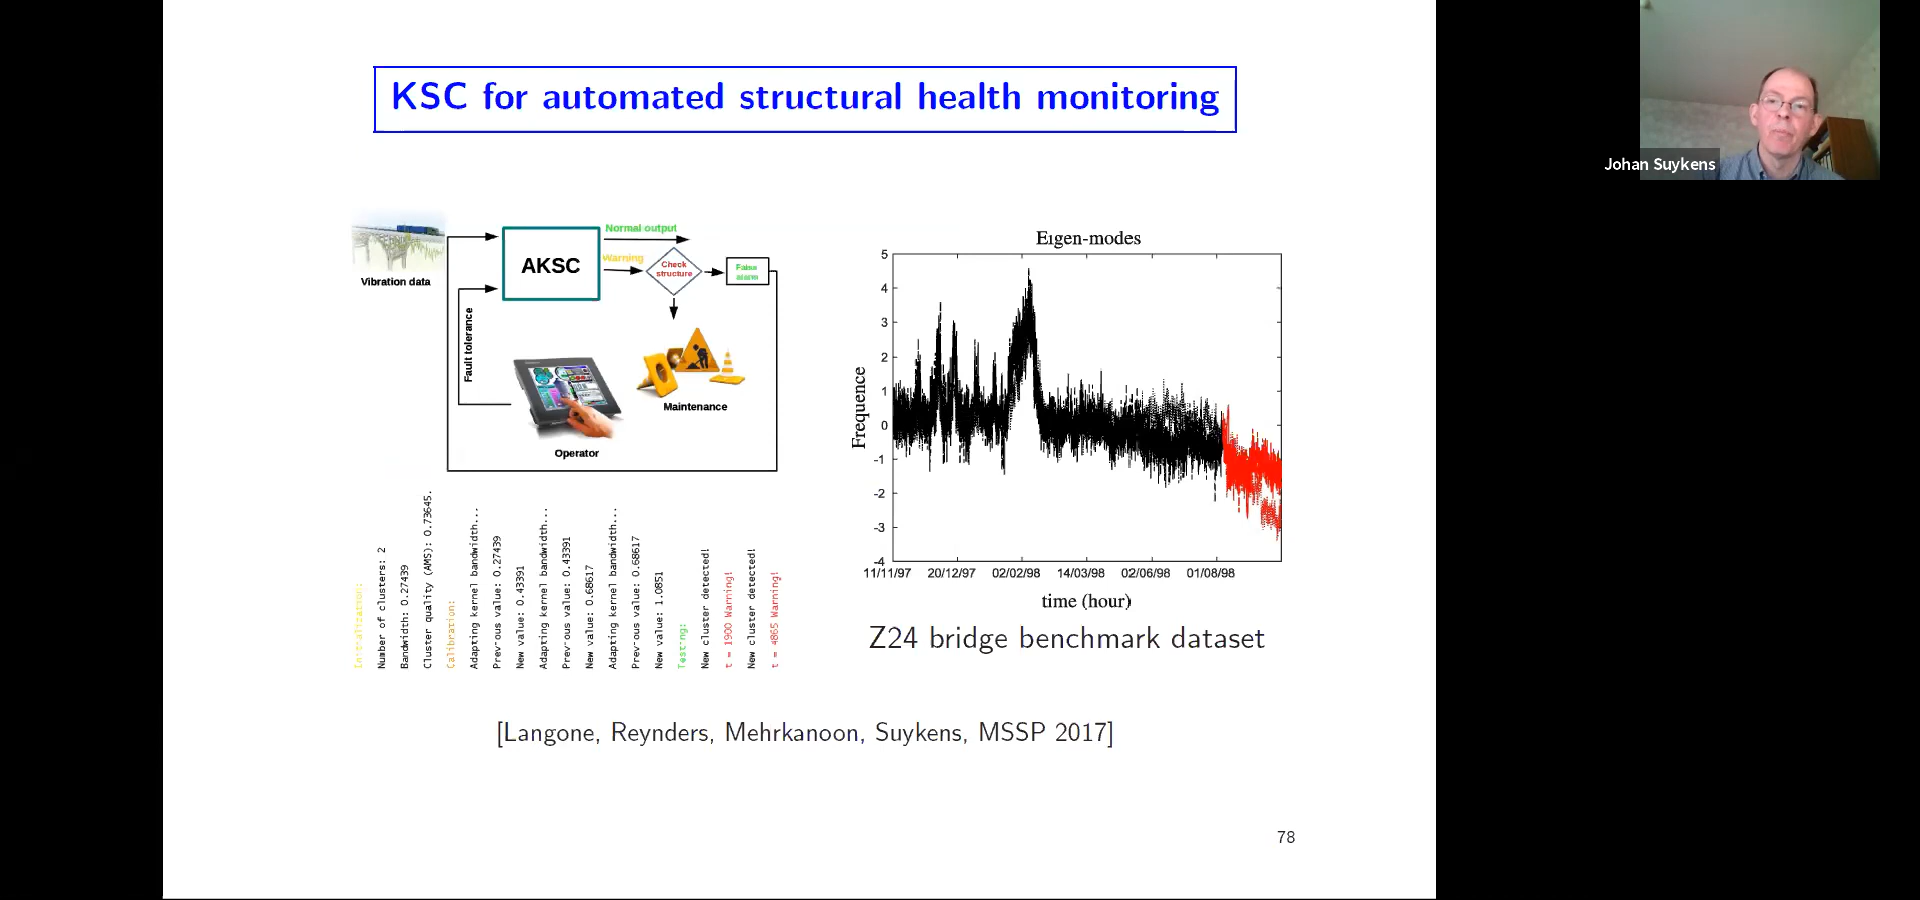 KSC for automated structural health monitoring
Johan Suykens
Vibration data
AKSC
Normal output
Warning
Check
structure
False
alarm
Fault tolerance
Maintenance
Operator
Initialization:
Number of clusters: 2
Bandwidth: 0.27439
Cluster quality (AMS): 0.73645.
Calibration:
Adapting kernel bandwidth...
Previous value: 0.27439
New value: 0.43391
Adapting kernel bandwidth...
Previous value: 0.43391
New value: 0.68617
Adapting kernel bandwidth...
Previous value: 0.68617
New value: 1.0851
Testing:
New cluster detected!
t = 1900 Warning!
New cluster detected!
t = 4865 Warning!
Eigen-modes
5
4
3
2
1
0
-1
-2
-3
-4
Frequence
11/11/97 20/12/97 02/02/98 14/03/98 02/06/98 01/08/98
time (hour)
Z24 bridge benchmark dataset
[Langone, Reynders, Mehrkanoon, Suykens, MSSP 2017]
78